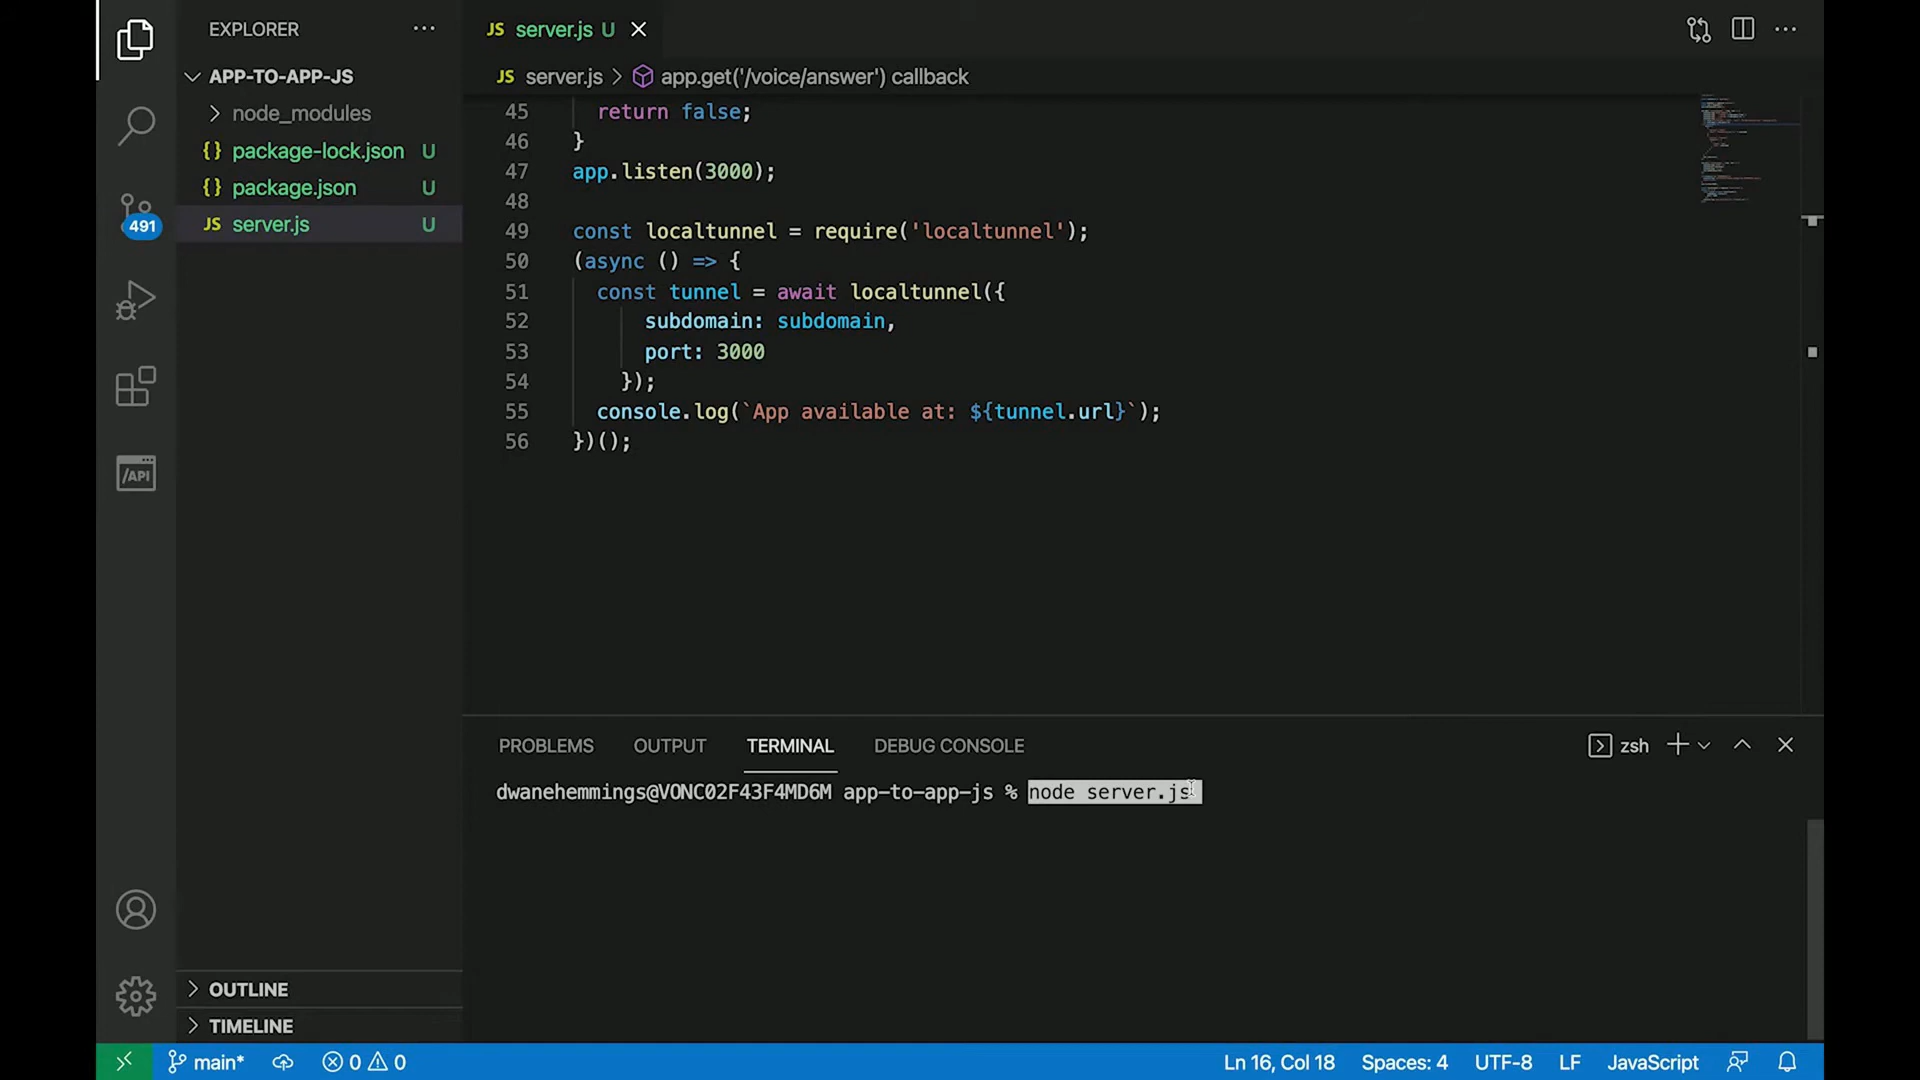 EXPLORER
APP-TO-APP-JS
node_modules
{} package-lock.json U
{} package.json U
JS server.js U
491
/API
OUTLINE
TIMELINE
JS server.js U
JS server.js > app.get('/voice/answer') callback
45 return false;
46 }
47 app.listen(3000);
48
49 const localtunnel = require('localtunnel');
50 (async () => {
51 const tunnel = await localtunnel({
52 subdomain: subdomain,
53 port: 3000
54 });
55 console.log(`App available at: ${tunnel.url}`);
56 })();
PROBLEMS OUTPUT TERMINAL DEBUG CONSOLE
zsh
dwanehemmings@VONC02F43F4MD6M app-to-app-js % node server.js
main* 0 0 Ln 16, Col 18 Spaces: 4 UTF-8 LF JavaScript